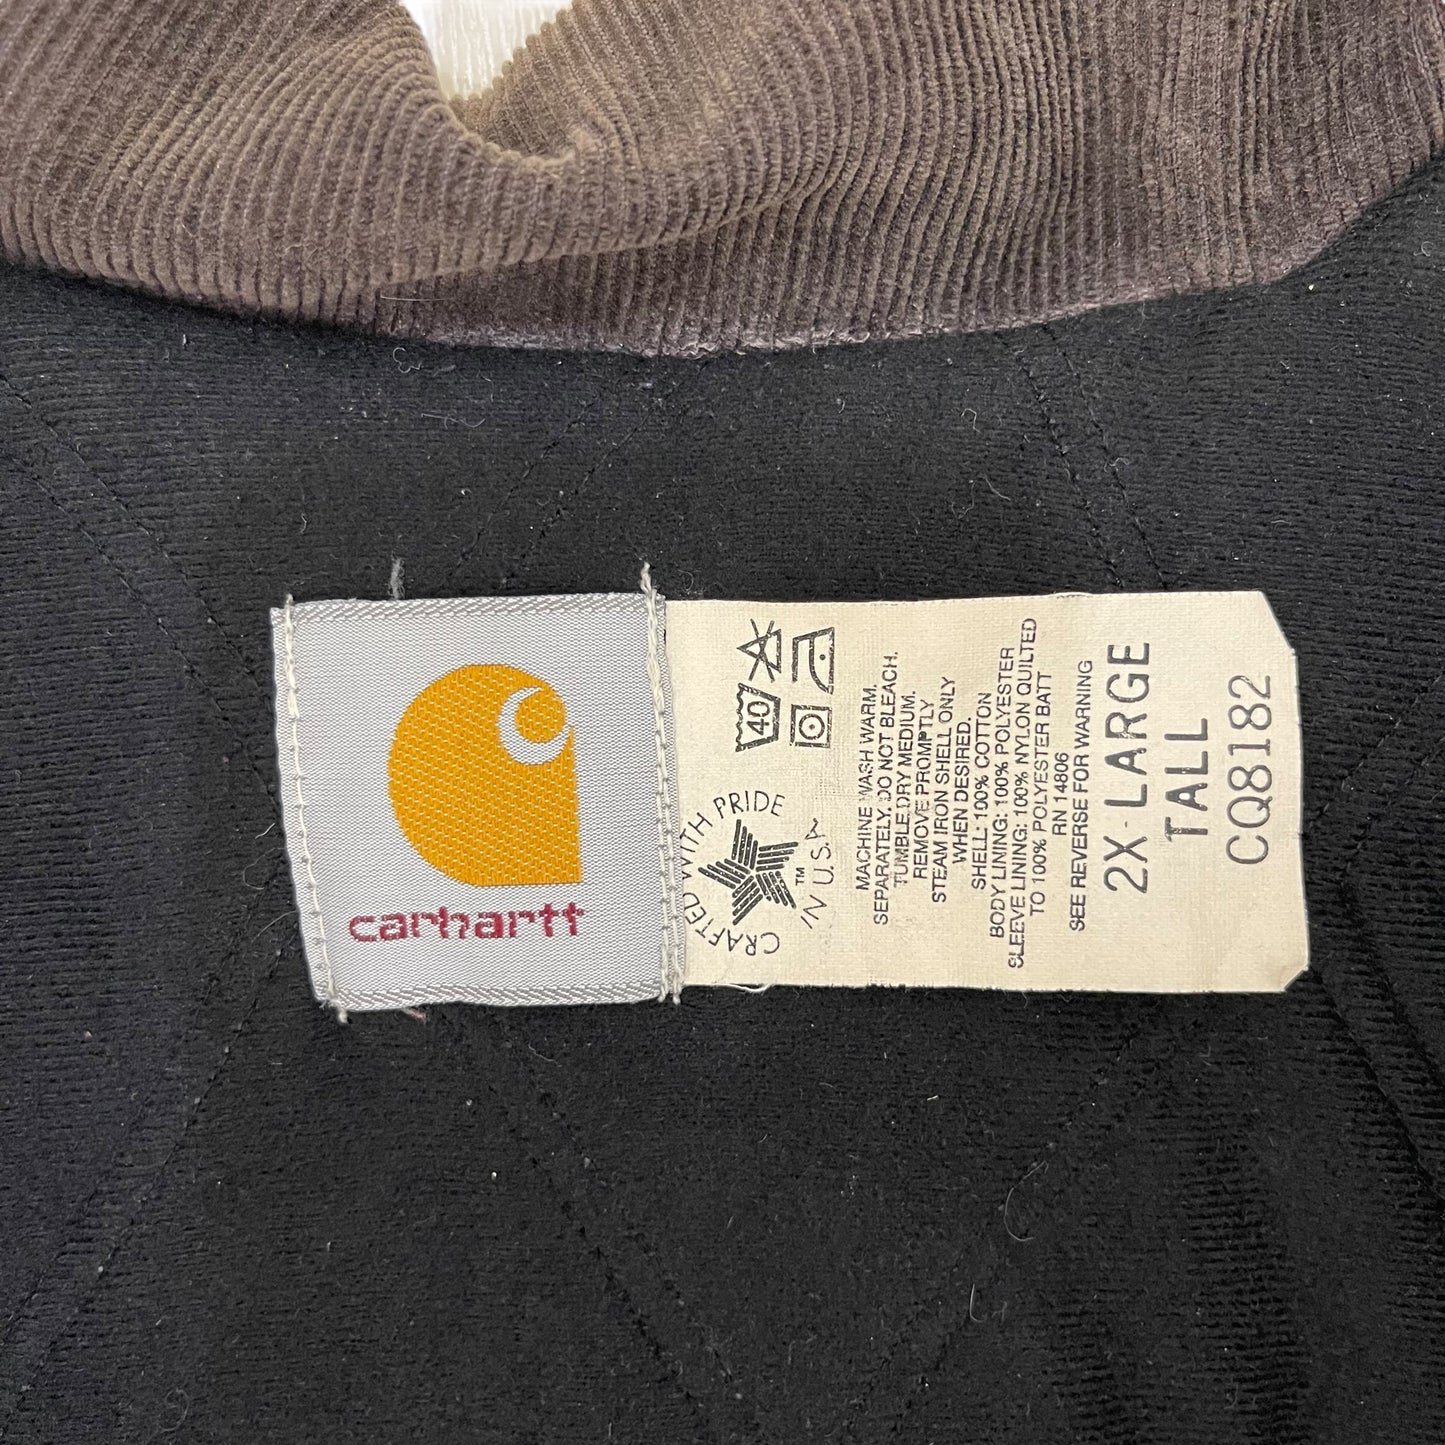 carhartt
CRAFTED WITH PRIDE
IN U.S.A
TM
40
MACHINE WASH WARM.
SEPARATELY. DO NOT BLEACH.
TUMBLE DRY MEDIUM.
REMOVE PROMPTLY
STEAM IRON SHELL ONLY
WHEN DESIRED.
SHELL: 100% COTTON
BODY LINING: 100% POLYESTER
SLEEVE LINING: 100% NYLON QUILTED
TO 100% POLYESTER BATT
RN 14806
SEE REVERSE FOR WARNING
2X-LARGE
TALL
CQ8182